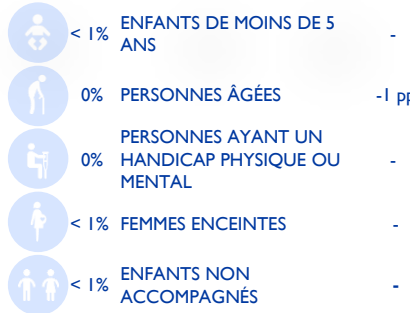 < 1% ENFANTS DE MOINS DE 5
ANS -
0% PERSONNES ÂGÉES -1 pp
PERSONNES AYANT UN
0% HANDICAP PHYSIQUE OU -
MENTAL
< 1% FEMMES ENCEINTES -
< 1% ENFANTS NON
ACCOMPAGNÉS -